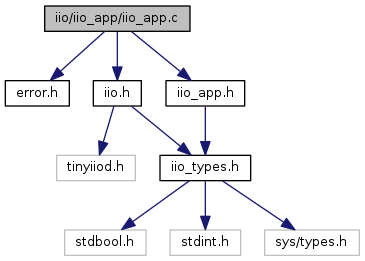 iio/iio_app/iio_app.c
error.h
iio.h
iio_app.h
tinyiiod.h
iio_types.h
stdbool.h
stdint.h
sys/types.h